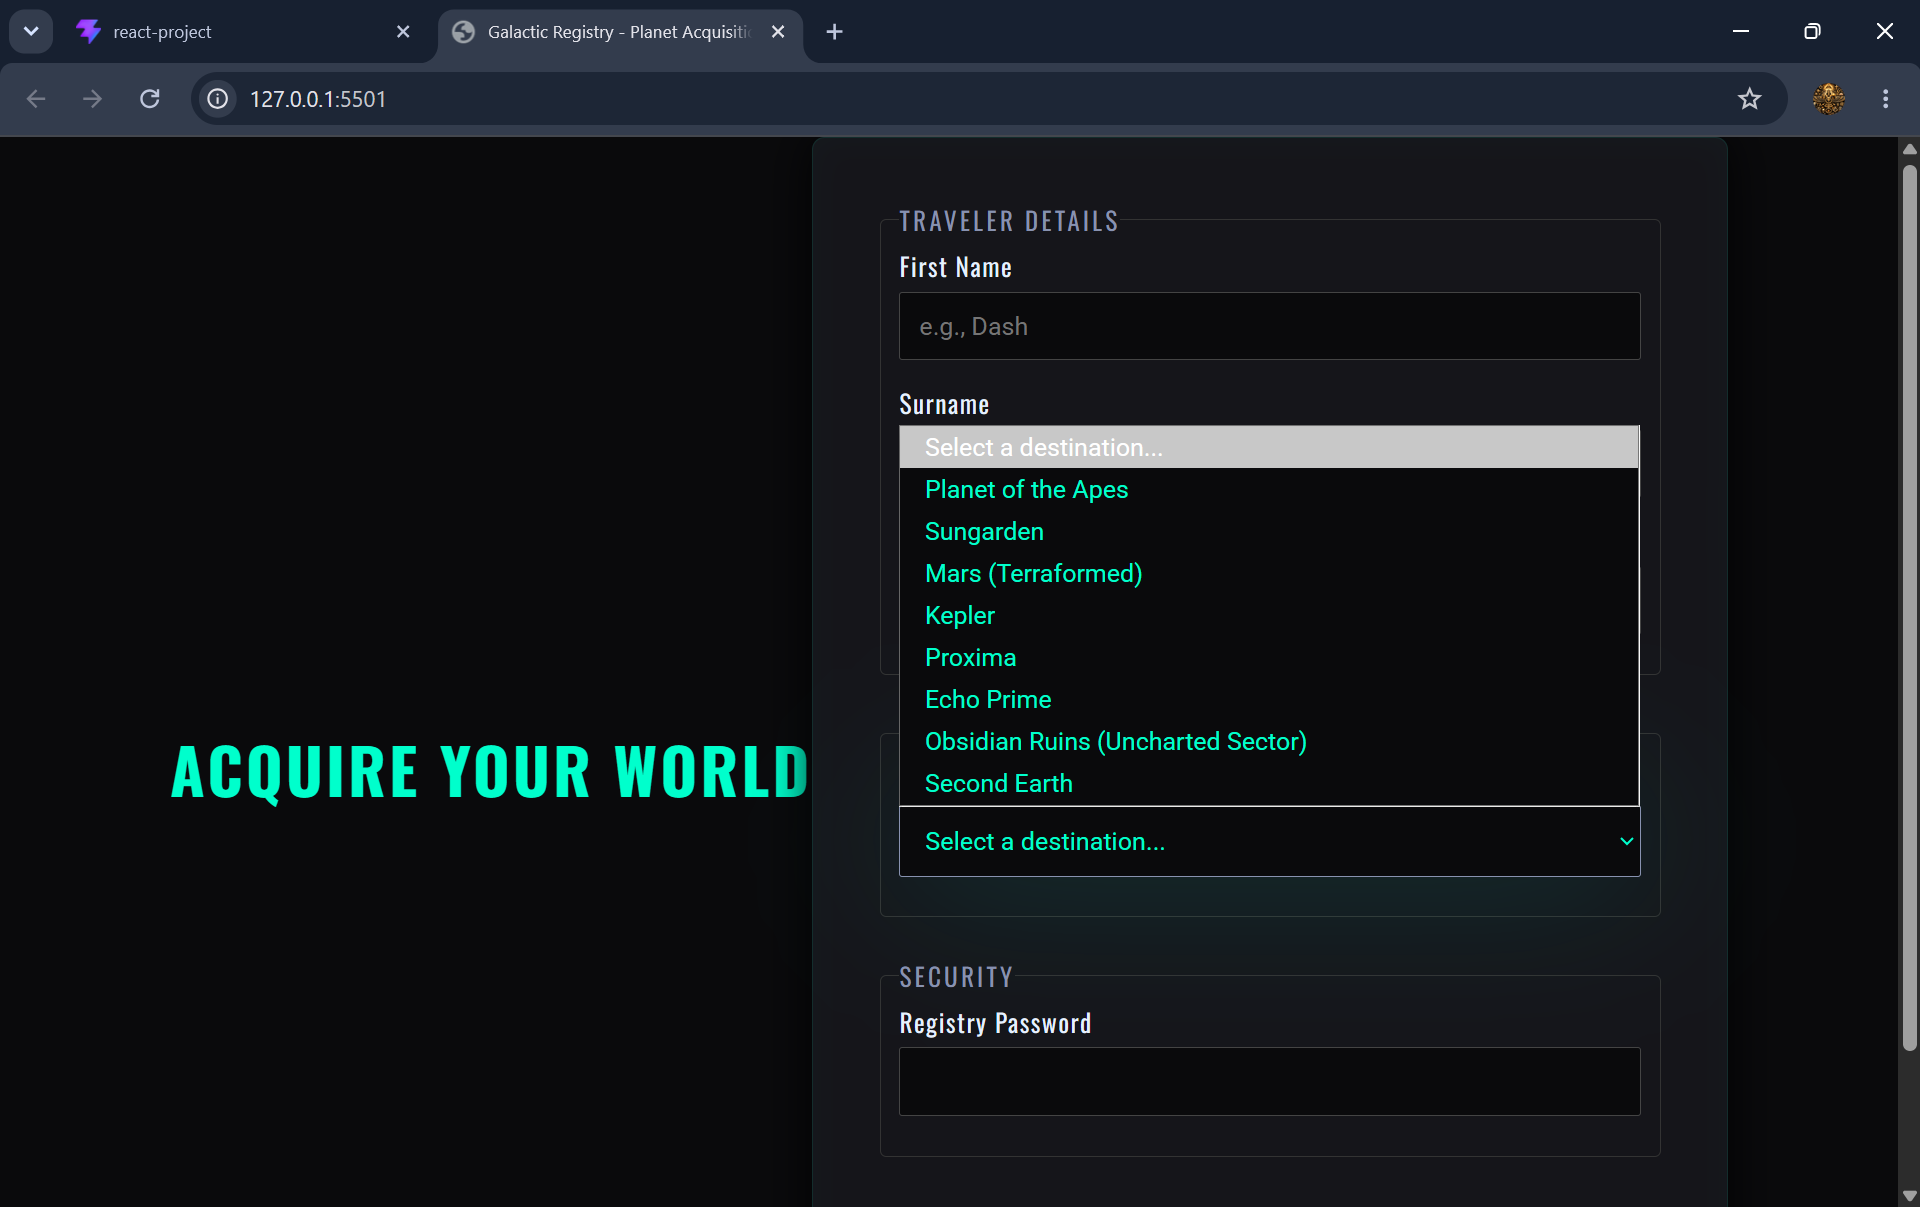 react-project
Galactic Registry - Planet Acquisiti
127.0.0.1:5501
TRAVELER DETAILS
First Name
e.g., Dash
Surname
Select a destination...
Planet of the Apes
Sungarden
Mars (Terraformed)
Kepler
Proxima
Echo Prime
Obsidian Ruins (Uncharted Sector)
Second Earth
ACQUIRE YOUR WORLD
Select a destination...
SECURITY
Registry Password